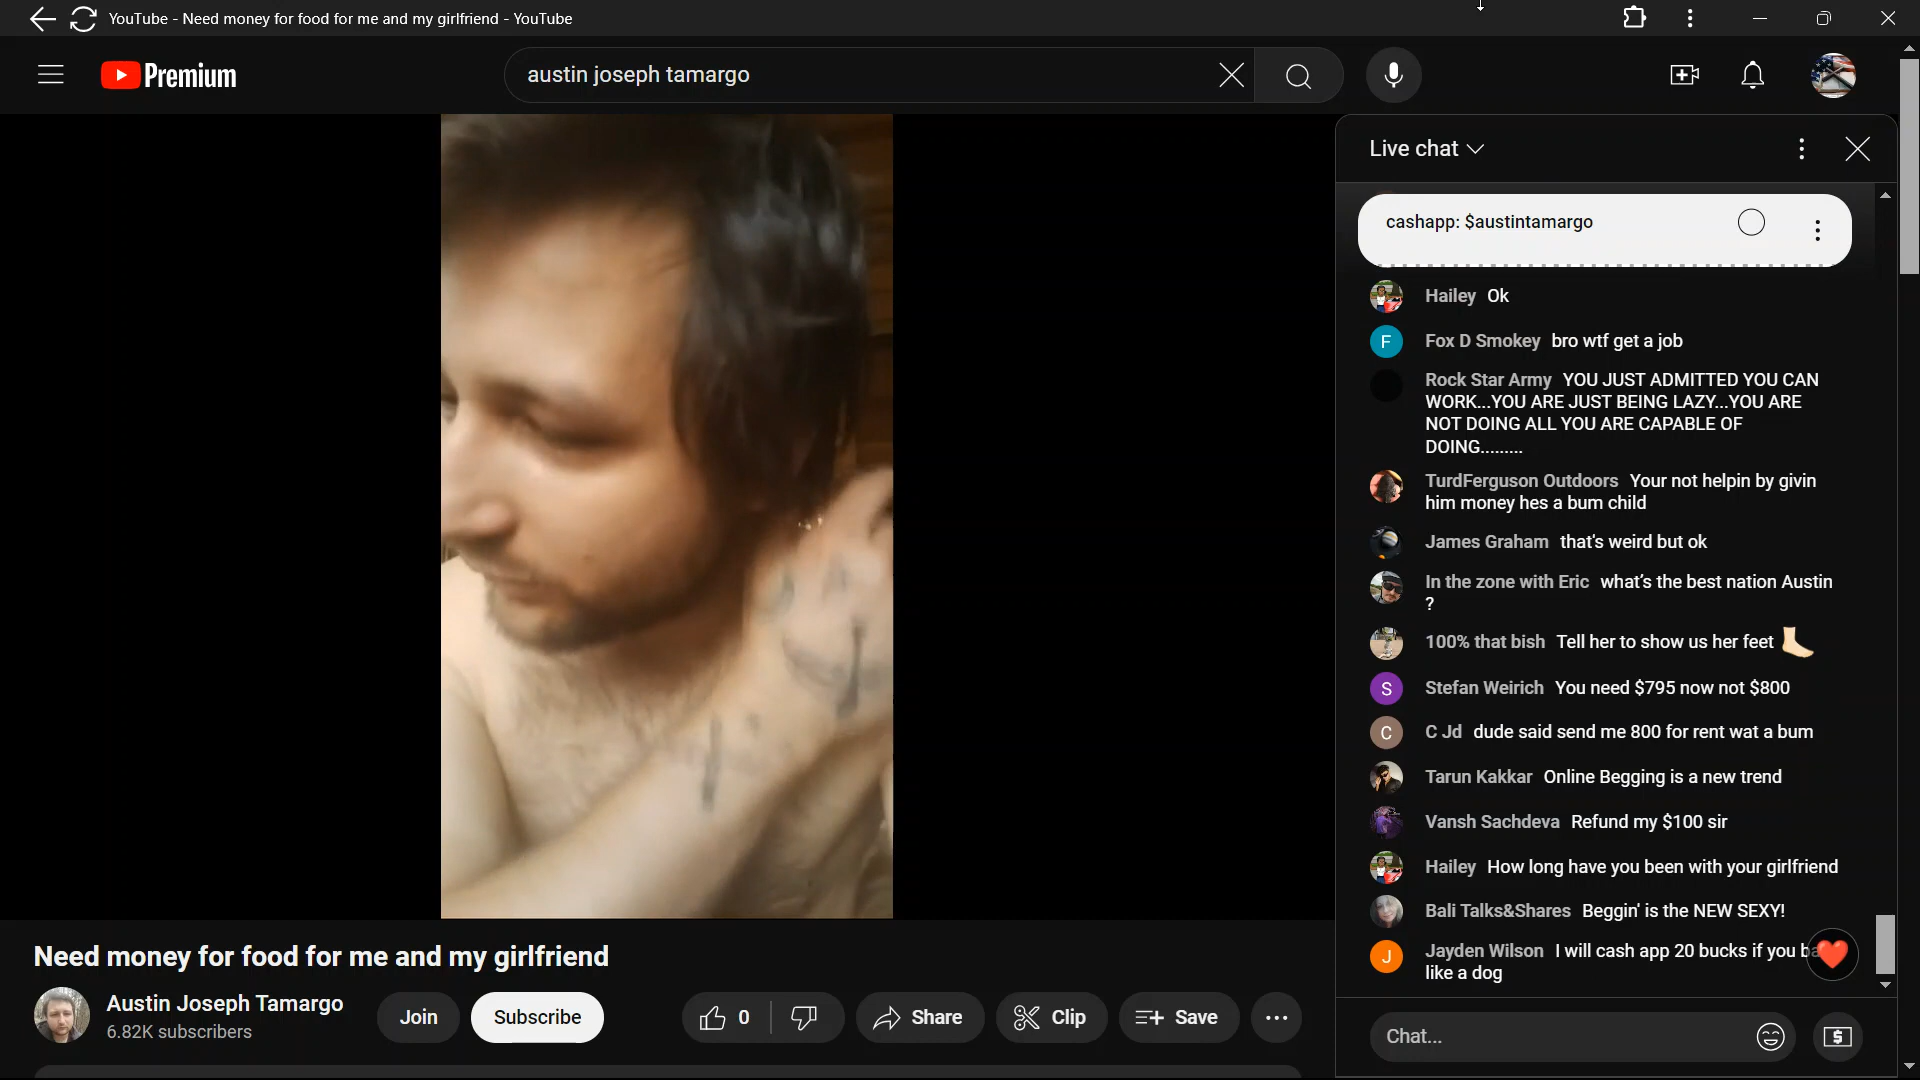 YouTube - Need money for food for me and my girlfriend - YouTube
Premium
austin joseph tamargo
Live chat
cashapp: $austintamargo
Hailey Ok
F
Fox D Smokey bro wtf get a job
Rock Star Army YOU JUST ADMITTED YOU CAN
WORK...YOU ARE JUST BEING LAZY...YOU ARE
NOT DOING ALL YOU ARE CAPABLE OF
DOING.........
TurdFerguson Outdoors Your not helpin by givin
him money hes a bum child
James Graham that's weird but ok
In the zone with Eric what's the best nation Austin
?
100% that bish Tell her to show us her feet
S
Stefan Weirich You need $795 now not $800
C
C Jd dude said send me 800 for rent wat a bum
Tarun Kakkar Online Begging is a new trend
Vansh Sachdeva Refund my $100 sir
Hailey How long have you been with your girlfriend
Bali Talks&Shares Beggin' is the NEW SEXY!
J
Jayden Wilson I will cash app 20 bucks if you
like a dog
Chat...
$
Need money for food for me and my girlfriend
Austin Joseph Tamargo
6.82K subscribers
Join
Subscribe
0
Share
Clip
Save